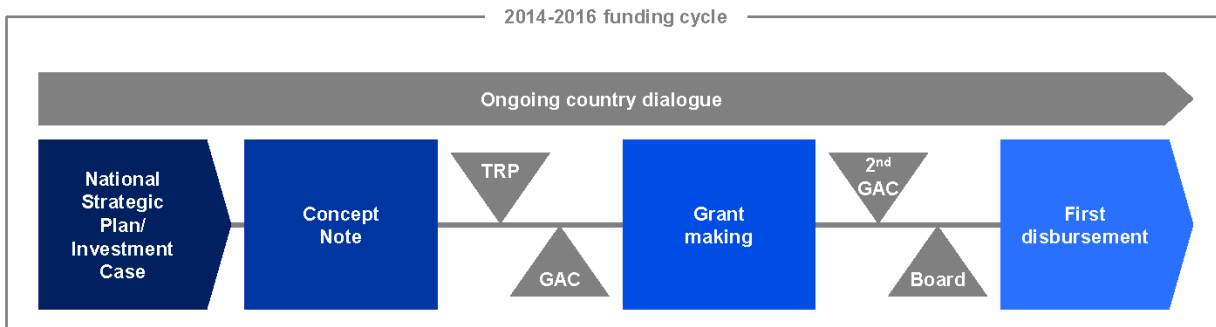 2014-2016 funding cycle
Ongoing country dialogue
National
Strategic
Plan/
Investment
Case
Concept
Note
TRP
GAC
Grant
making
2nd
GAC
Board
First
disbursement